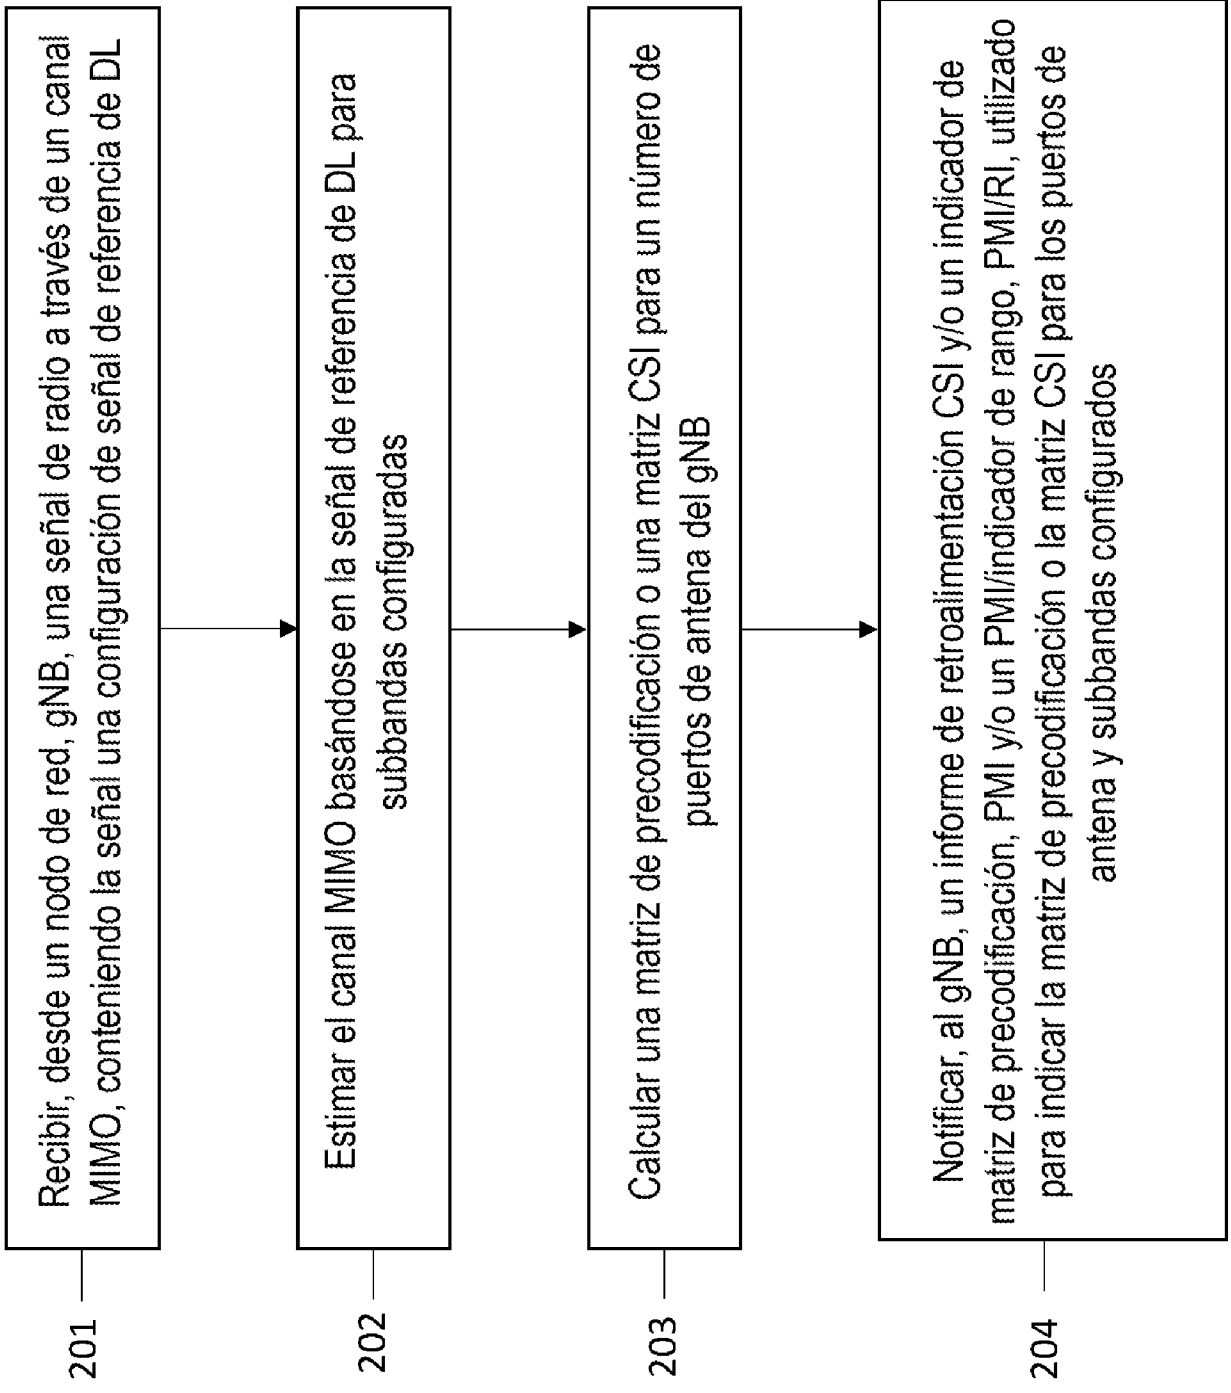 201
Recibir, desde un nodo de red, gNB, una señal de radio a través de un canal
MIMO, conteniendo la señal una configuración de señal de referencia de DL
202
Estimar el canal MIMO basándose en la señal de referencia de DL para
subbandas configuradas
203
Calcular una matriz de precodificación o una matriz CSI para un número de
puertos de antena del gNB
204
Notificar, al gNB, un informe de retroalimentación CSI y/o un indicador de
matriz de precodificación, PMI y/o un PMI/indicador de rango, PMI/RI, utilizado
para indicar la matriz de precodificación o la matriz CSI para los puertos de
antena y subbandas configurados